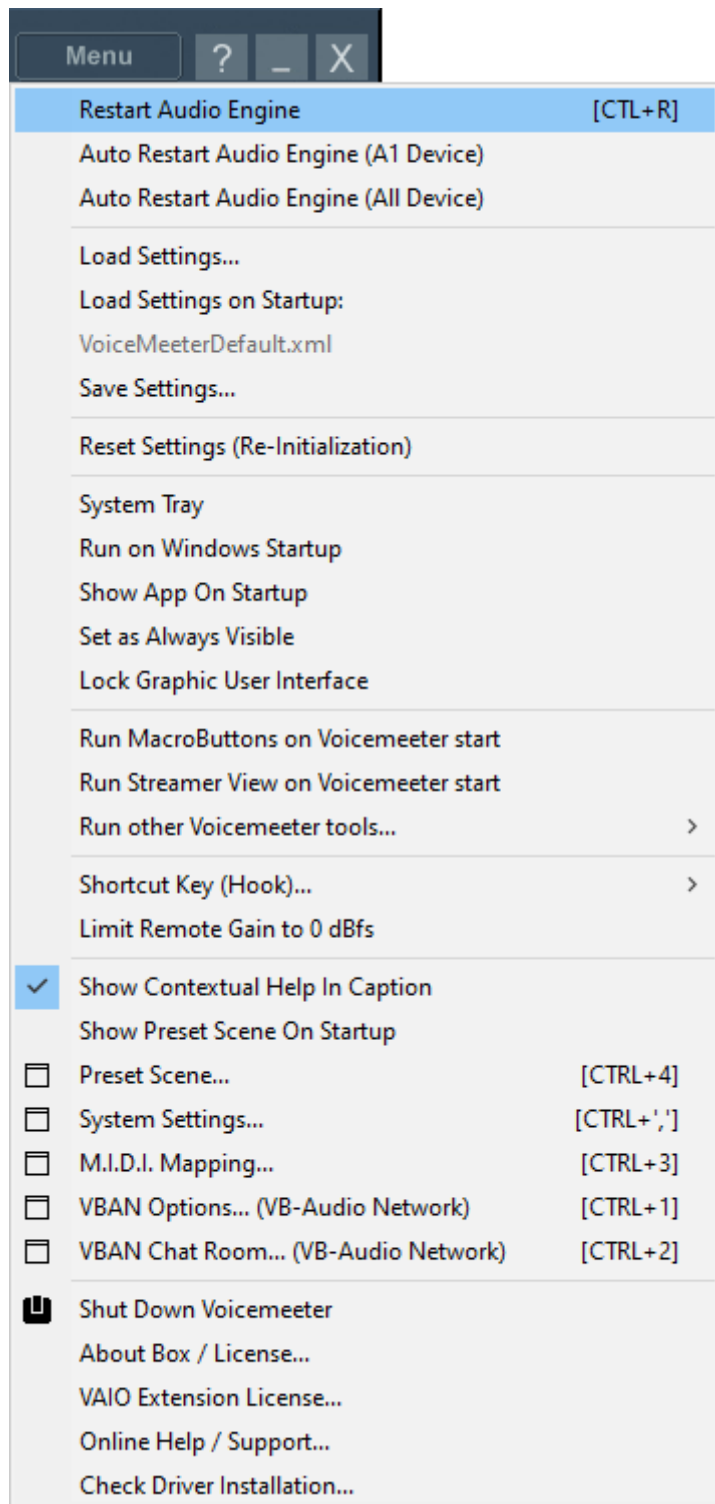 Menu ? _ X
Restart Audio Engine [CTL+R]
Auto Restart Audio Engine (A1 Device)
Auto Restart Audio Engine (All Device)
Load Settings...
Load Settings on Startup:
VoiceMeeterDefault.xml
Save Settings...
Reset Settings (Re-Initialization)
System Tray
Run on Windows Startup
Show App On Startup
Set as Always Visible
Lock Graphic User Interface
Run MacroButtons on Voicemeeter start
Run Streamer View on Voicemeeter start
Run other Voicemeeter tools...
Shortcut Key (Hook)...
Limit Remote Gain to 0 dBfs
Show Contextual Help In Caption
Show Preset Scene On Startup
Preset Scene... [CTRL+4]
System Settings... [CTRL+',']
M.I.D.I. Mapping... [CTRL+3]
VBAN Options... (VB-Audio Network) [CTRL+1]
VBAN Chat Room... (VB-Audio Network) [CTRL+2]
Shut Down Voicemeeter
About Box / License...
VAIO Extension License...
Online Help / Support...
Check Driver Installation...